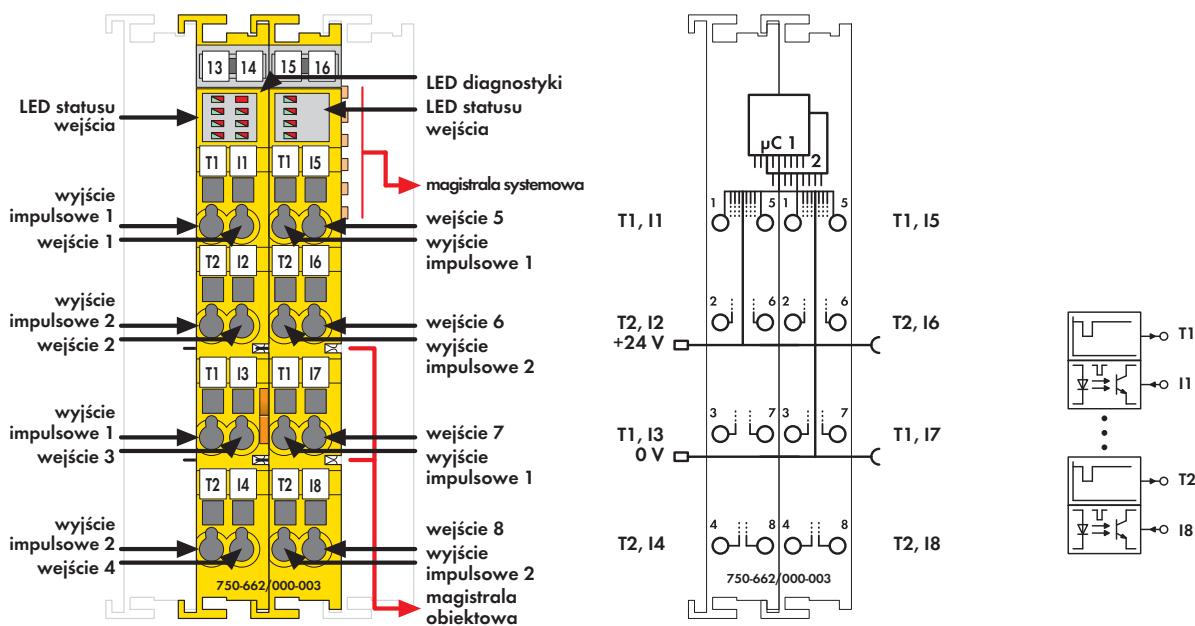 13 14 15 16
LED diagnostyki
LED statusu
wejścia
LED statusu
wejścia
T1 I1 T1 I5
magistrala systemowa
wyjście
impulsowe 1
wejście 1
wejście 5
wyjście
impulsowe 1
T2 I2 T2 I6
wyjście
impulsowe 2
wejście 2
wejście 6
wyjście
impulsowe 2
T1 I3 T1 I7
wyjście
impulsowe 1
wejście 3
wejście 7
wyjście
impulsowe 1
T2 I4 T2 I8
wyjście
impulsowe 2
wejście 4
wejście 8
wyjście
impulsowe 2
750-662/000-003
magistrala
obiektowa
µC 1
2
1 5 1 5
T1, I1
T1, I5
2 6 2 6
T2, I2
+24 V
T2, I6
3 7 3 7
T1, I3
0 V
T1, I7
4 8 4 8
T2, I4
T2, I8
750-662/000-003
T1
I1
T2
I8